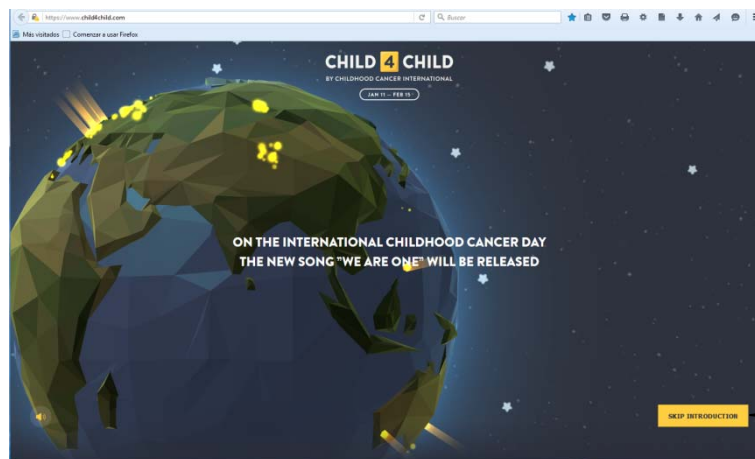 https://www.child4child.com
Buscar
Más visitados
Comenzar a usar Firefox
CHILD 4 CHILD
BY CHILDHOOD CANCER INTERNATIONAL
JAN 11 – FEB 15
ON THE INTERNATIONAL CHILDHOOD CANCER DAY
THE NEW SONG "WE ARE ONE" WILL BE RELEASED
SKIP INTRODUCTION